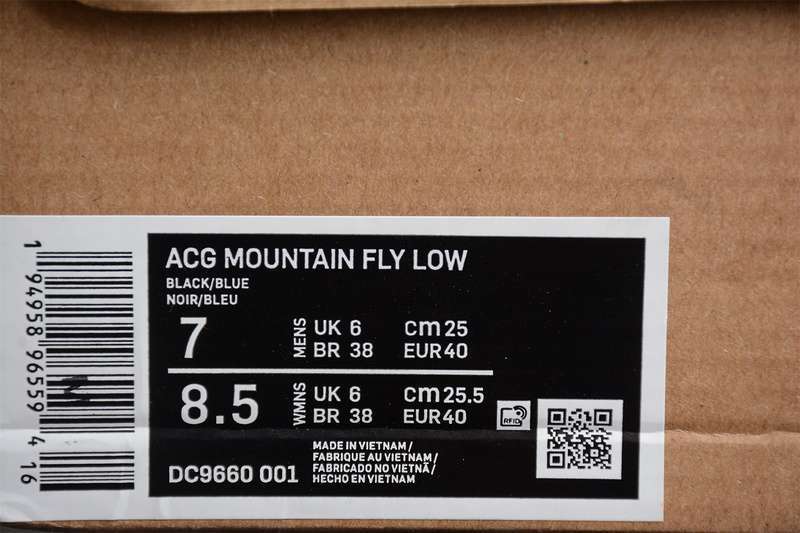 ACG MOUNTAIN FLY LOW
BLACK/BLUE
NOIR/BLEU
7 MENS UK 6 cm 25
BR 38 EUR 40
8.5 WMNS UK 6 cm 25.5
BR 38 EUR 40
RFID
DC9660 001
MADE IN VIETNAM/
FABRIQUE AU VIETNAM/
FABRICADO NO VIETNÃ/
HECHO EN VIETNAM
1 94958 96559 4 16
M